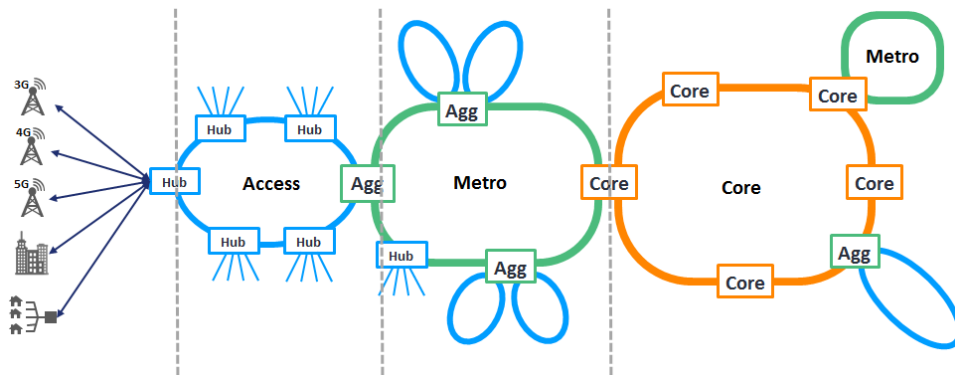 3G
4G
5G
Hub
Hub
Hub
Access
Hub
Hub
Agg
Agg
Metro
Hub
Agg
Core
Core
Core
Metro
Core
Core
Agg
Core